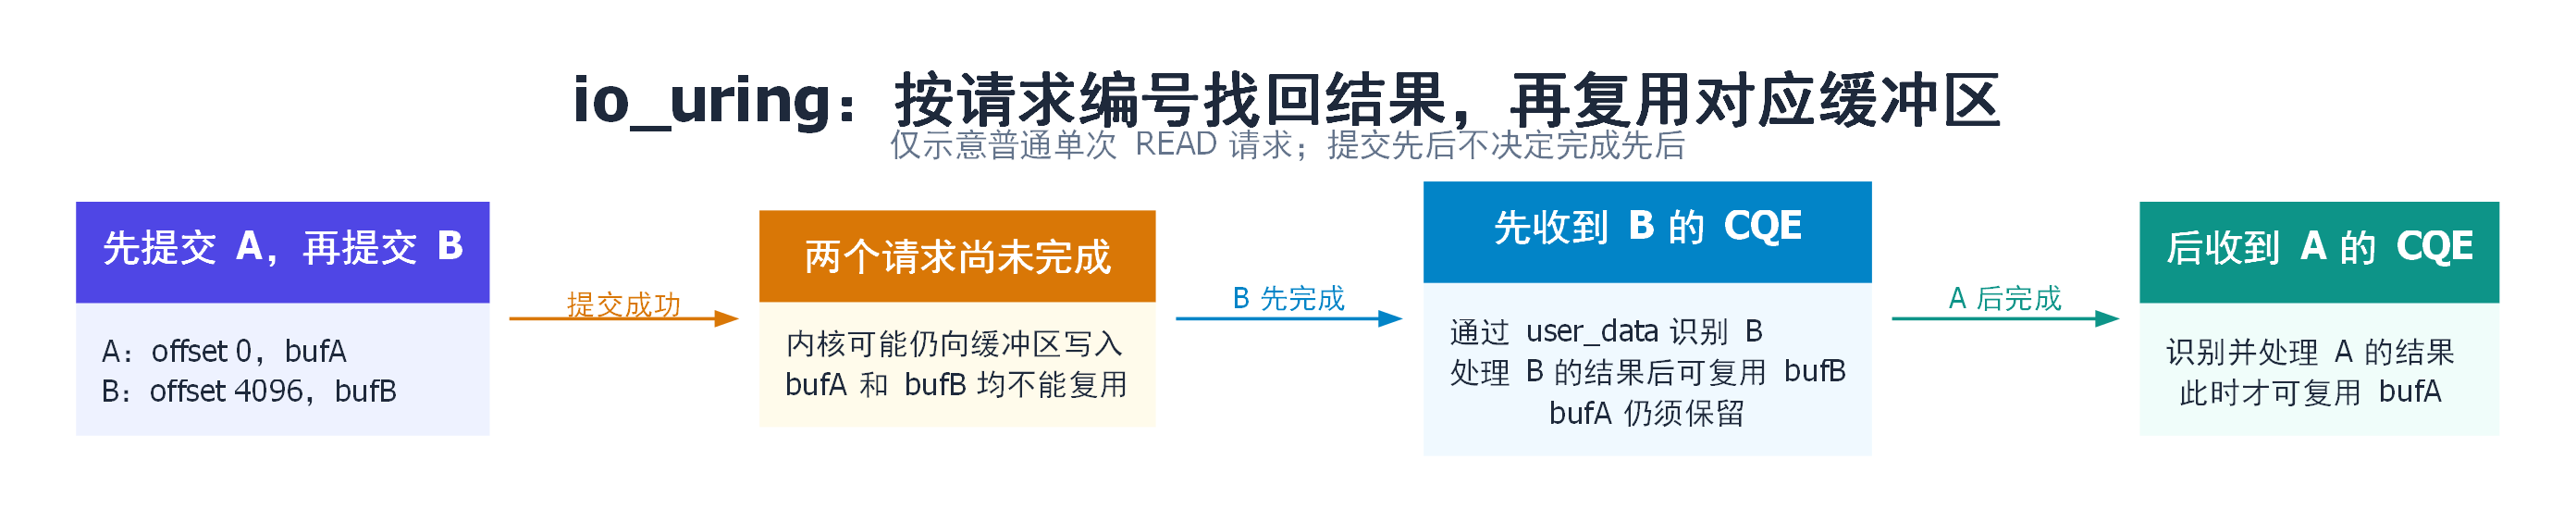 io_uring：按请求编号找回结果，再复用对应缓冲区
仅示意普通单次 READ 请求；提交先后不决定完成先后
先提交 A，再提交 B
A：offset 0，bufA
B：offset 4096，bufB
提交成功
两个请求尚未完成
内核可能仍向缓冲区写入
bufA 和 bufB 均不能复用
B 先完成
先收到 B 的 CQE
通过 user_data 识别 B
处理 B 的结果后可复用 bufB
bufA 仍须保留
A 后完成
后收到 A 的 CQE
识别并处理 A 的结果
此时才可复用 bufA